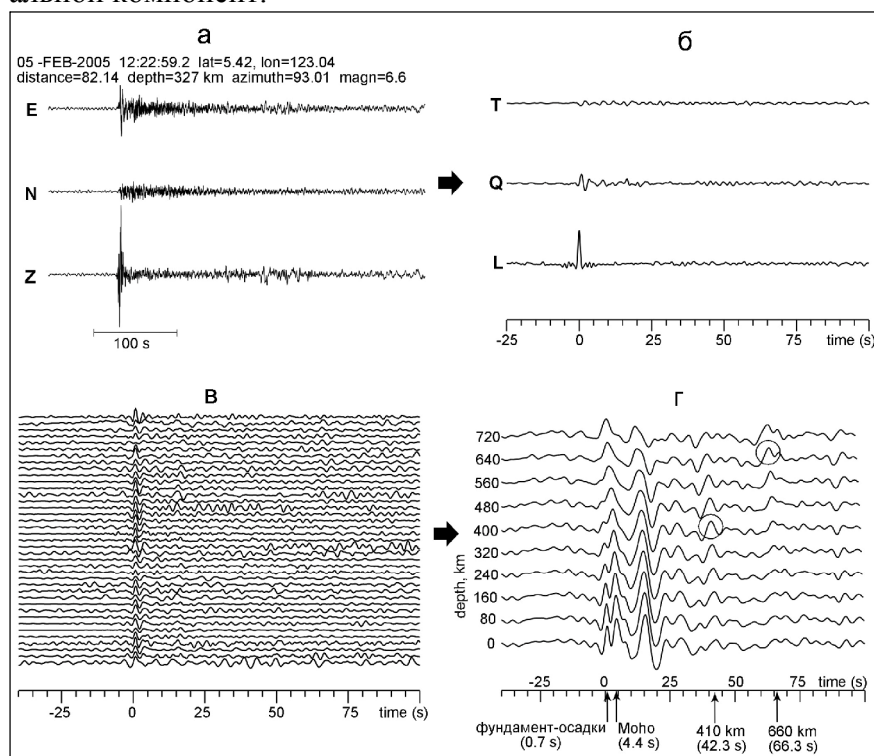 альной компонент.
а
05 -FEB-2005 12:22:59.2 lat=5.42, lon=123.04
distance=82.14 depth=327 km azimuth=93.01 magn=6.6
E
N
Z
100 s
б
T
Q
L
-25 0 25 50 75 time (s)
в
-25 0 25 50 75 time (s)
г
depth, km
720
640
560
480
400
320
240
160
80
0
-25 0 25 50 75 time (s)
фундамент-осадки Moho 410 km 660 km
(0.7 s) (4.4 s) (42.3 s) (66.3 s)